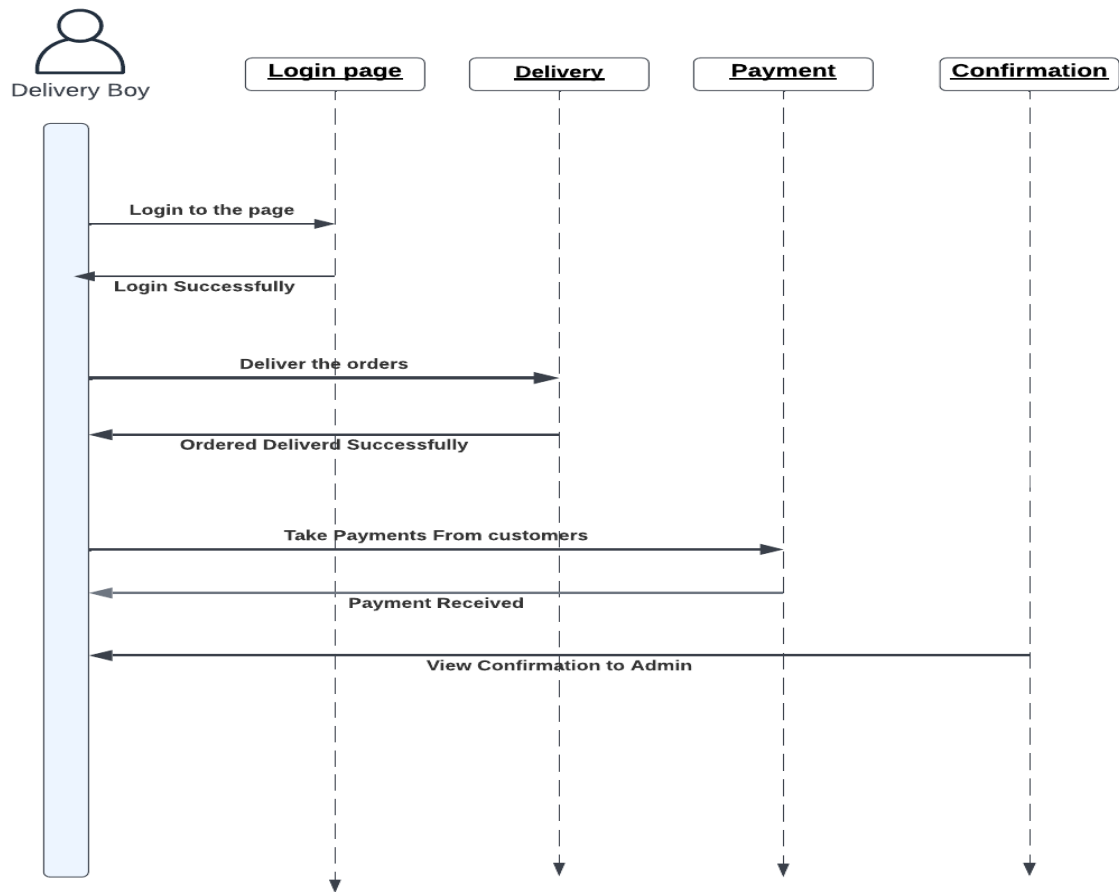 Delivery Boy
Login page
Delivery
Payment
Confirmation
Login to the page
Login Successfully
Deliver the orders
Ordered Deliverd Successfully
Take Payments From customers
Payment Received
View Confirmation to Admin